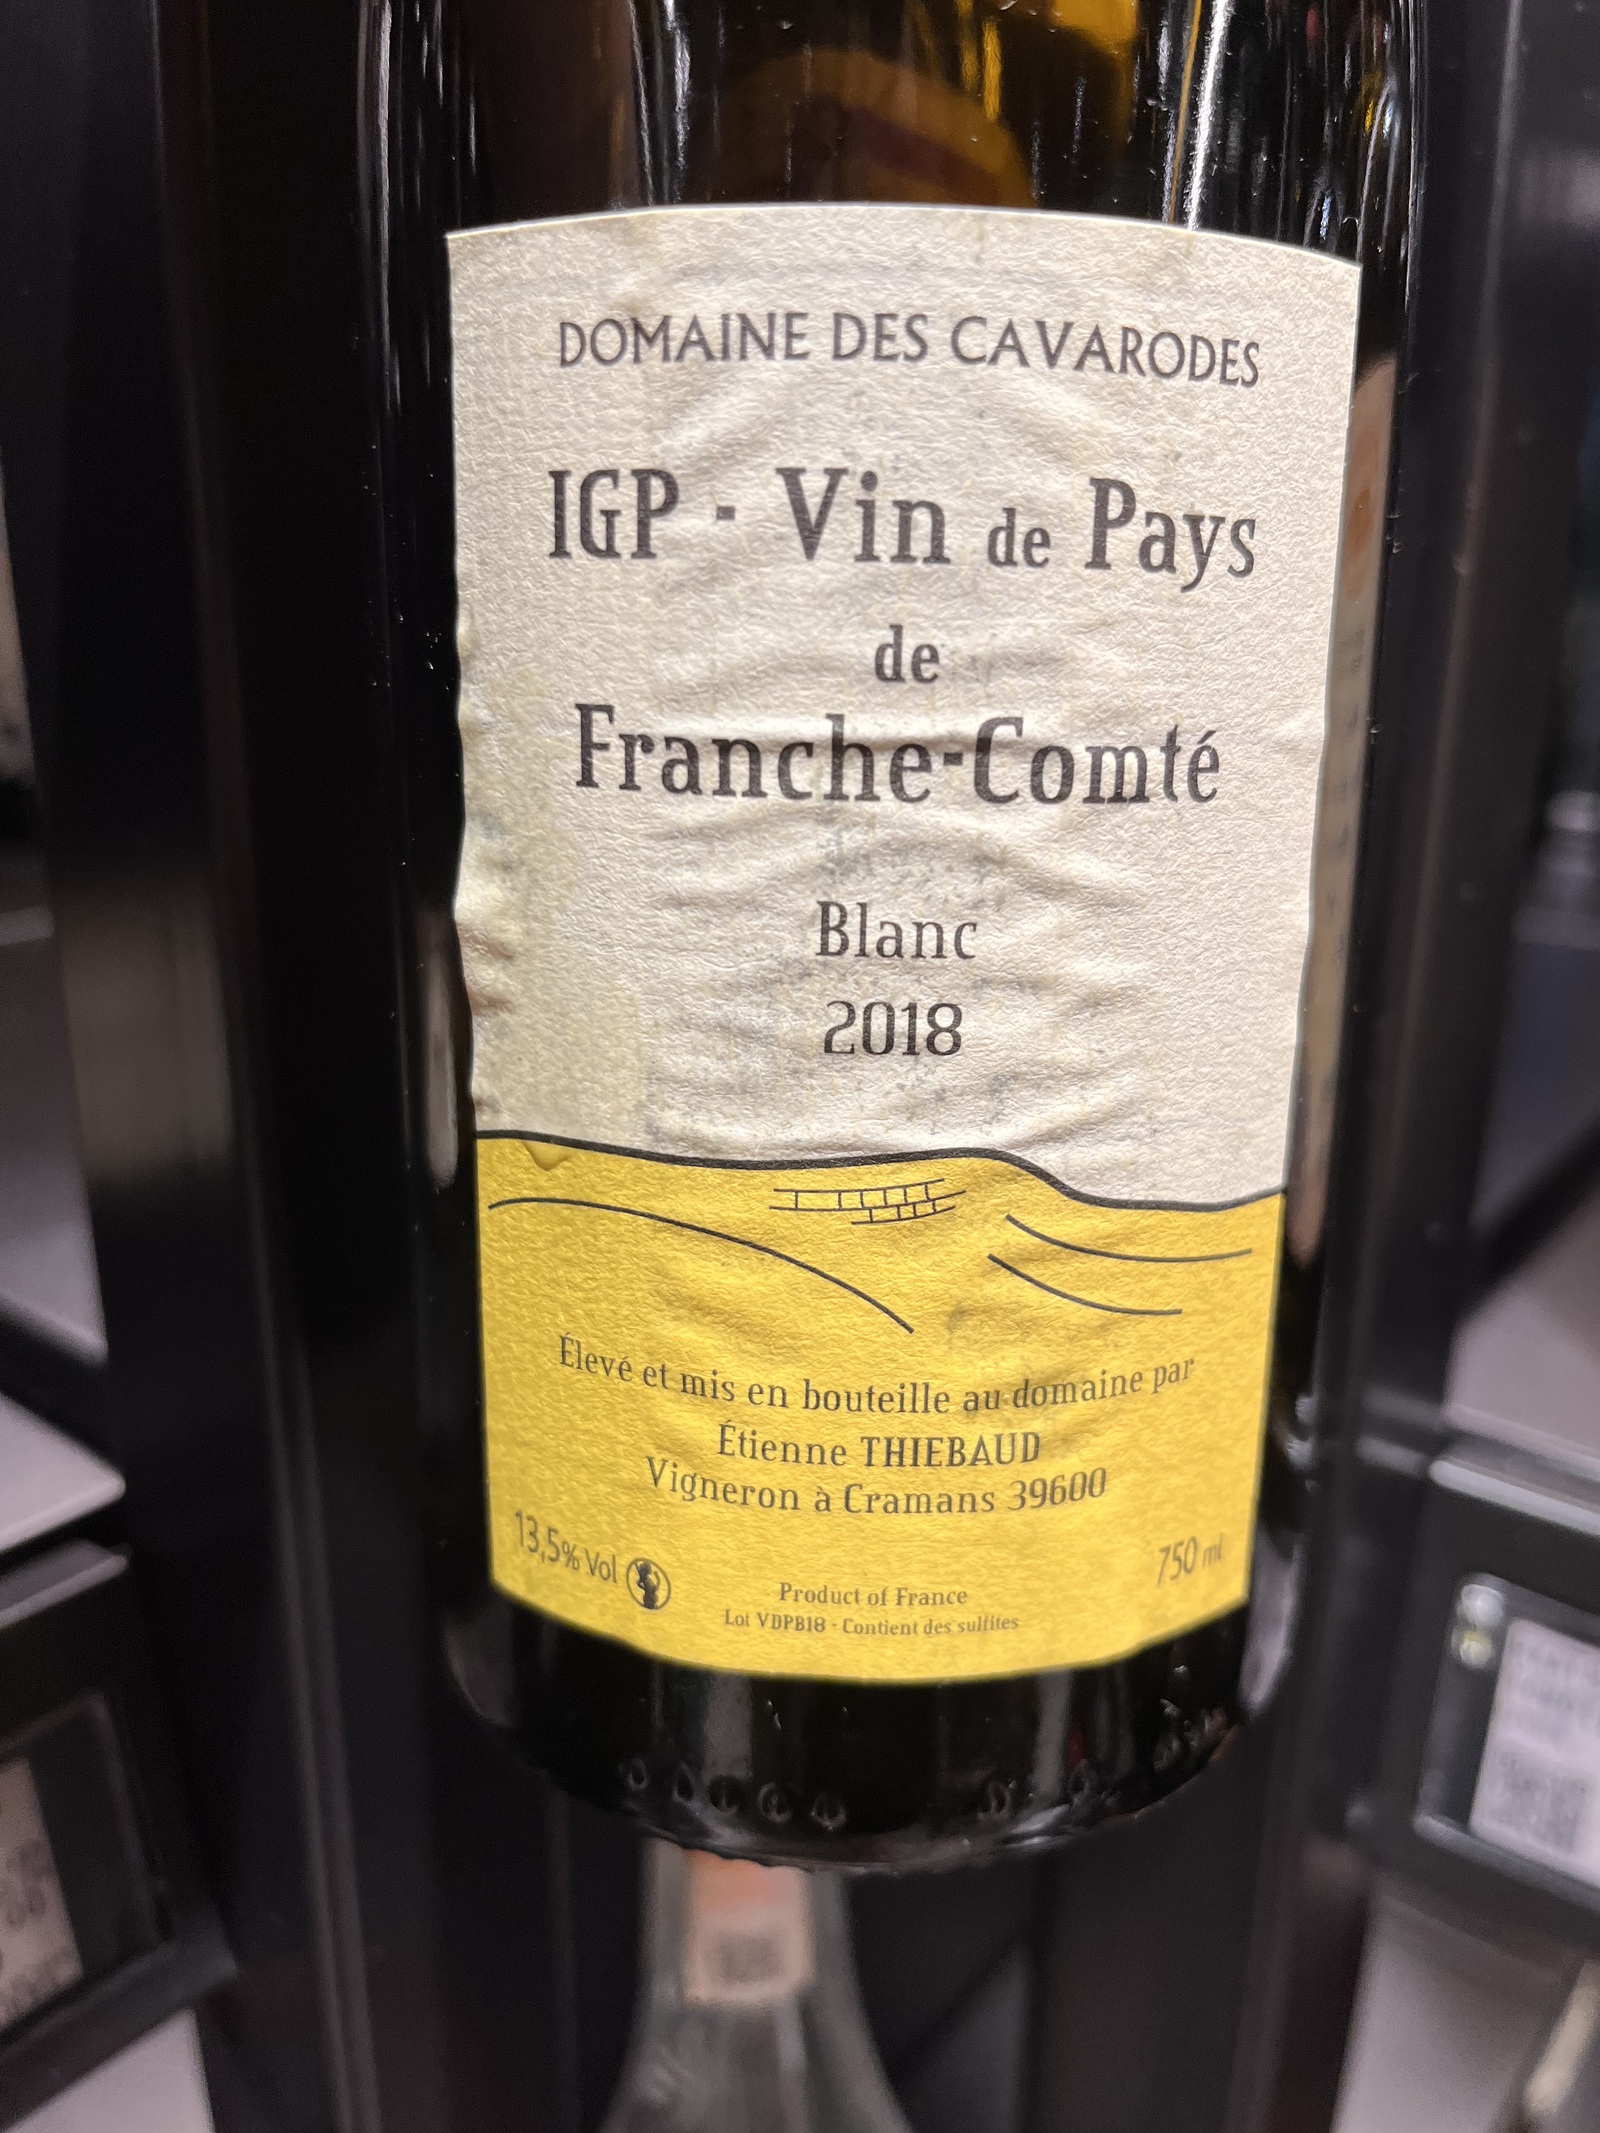 DOMAINE DES CAVARODES
IGP - Vin de Pays
de
Franche-Comté
Blanc
2018
Élevé et mis en bouteille au domaine par
Étienne THIEBAUD
Vigneron à Cramans 39600
13,5% Vol
750 ml
Product of France
Lot VDPB18 - Contient des sulfites